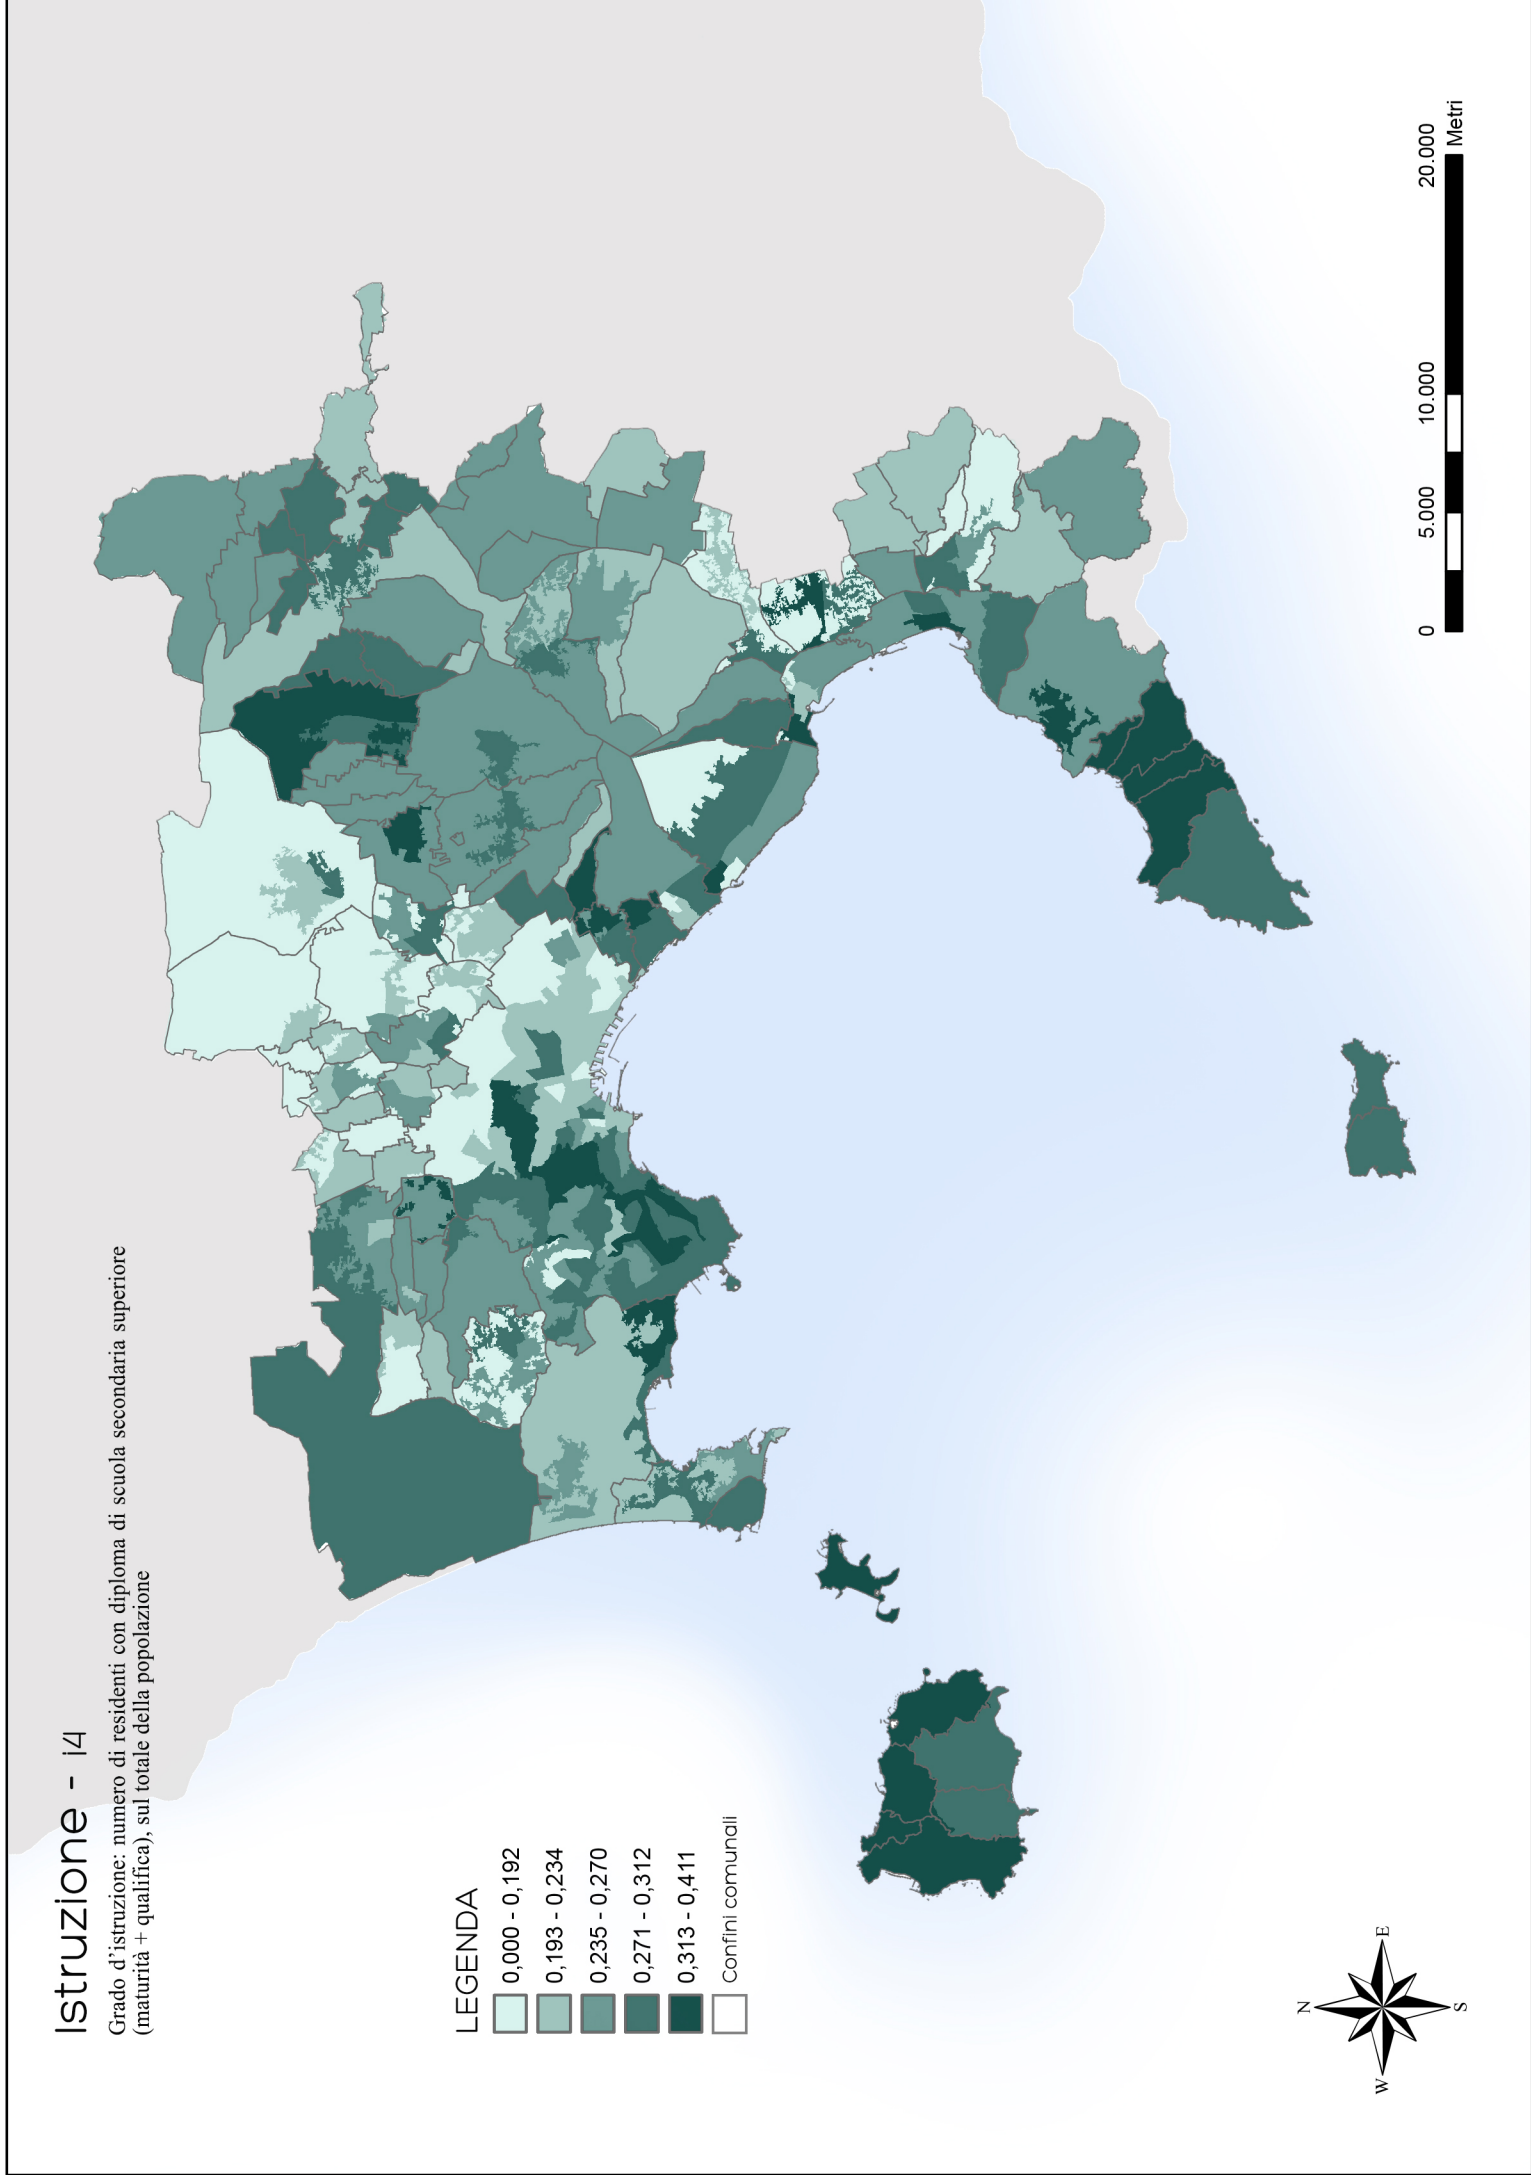 Istruzione - i4
Grado d'istruzione: numero di residenti con diploma di scuola secondaria superiore
(maturità + qualifica), sul totale della popolazione
LEGENDA
0,000 - 0,192
0,193 - 0,234
0,235 - 0,270
0,271 - 0,312
0,313 - 0,411
Confini comunali
N
W
E
S
0 5.000 10.000 20.000
Metri